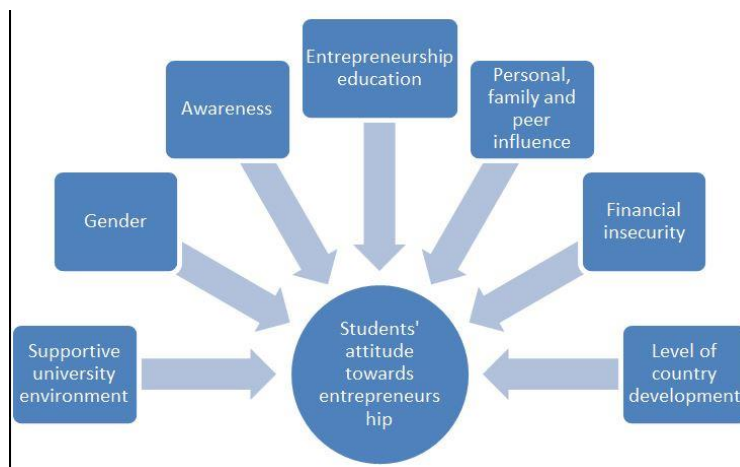 Entrepreneurship
education
Personal,
family and
peer
influence
Awareness
Gender
Financial
insecurity
Supportive
university
environment
Students'
attitude
towards
entrepreneurs
hip
Level of
country
development